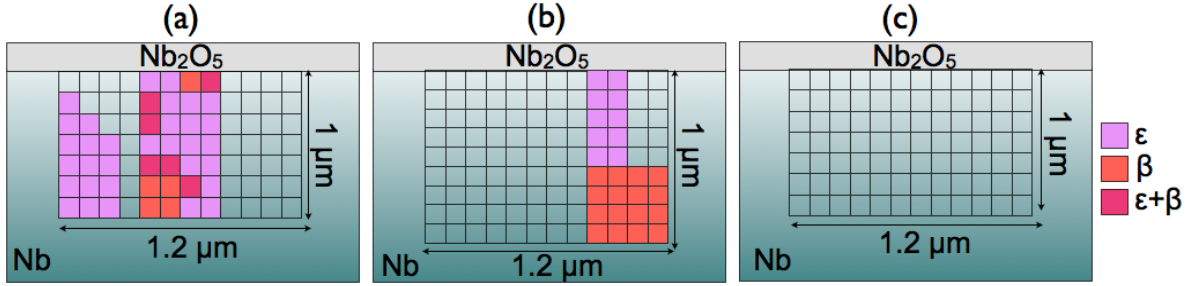 (a)
Nb₂O₅
1 µm
1.2 µm
Nb
(b)
Nb₂O₅
1 µm
1.2 µm
(c)
Nb₂O₅
1 µm
1.2 µm
Nb
ε
β
ε+β